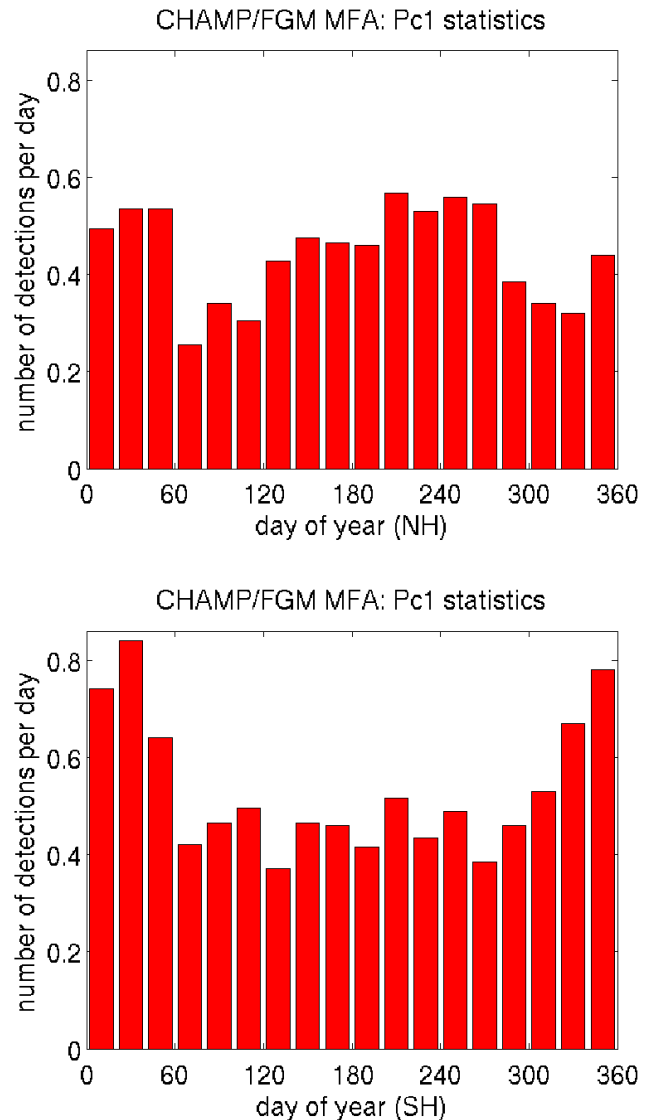 CHAMP/FGM MFA: Pc1 statistics
number of detections per day
0.8
0.6
0.4
0.2
0
0 60 120 180 240 300 360
day of year (NH)
CHAMP/FGM MFA: Pc1 statistics
number of detections per day
0.8
0.6
0.4
0.2
0
0 60 120 180 240 300 360
day of year (SH)